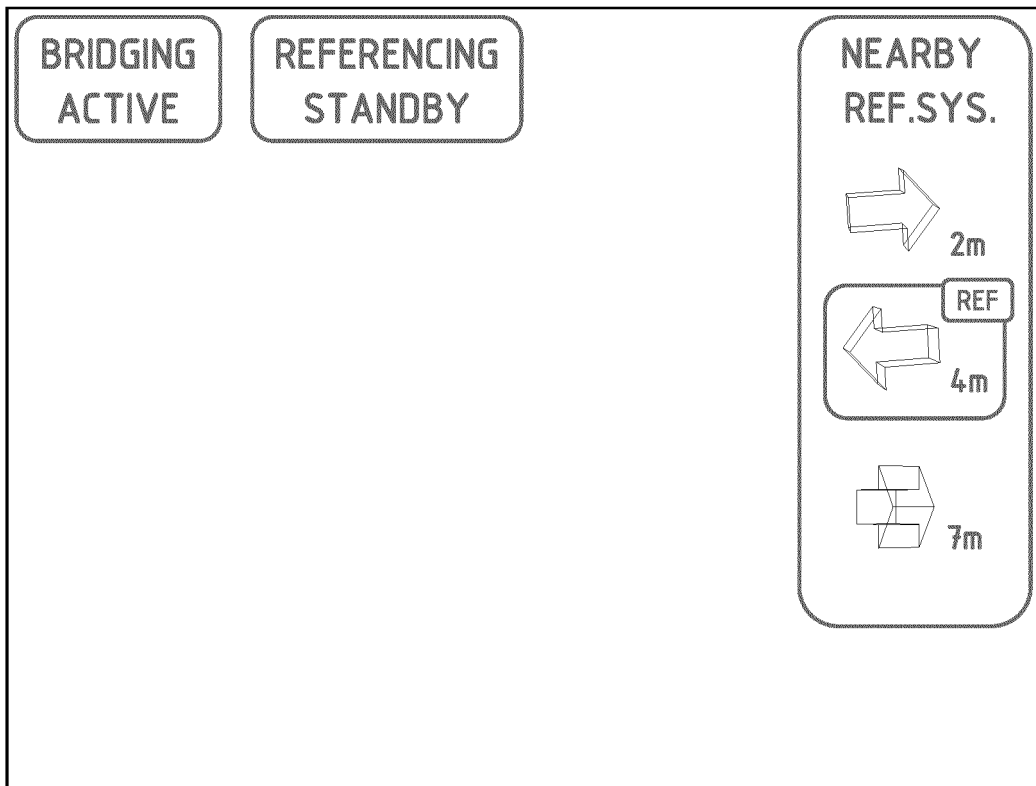 BRIDGING
ACTIVE
REFERENCING
STANDBY
NEARBY
REF.SYS.
2m
REF
4m
7m